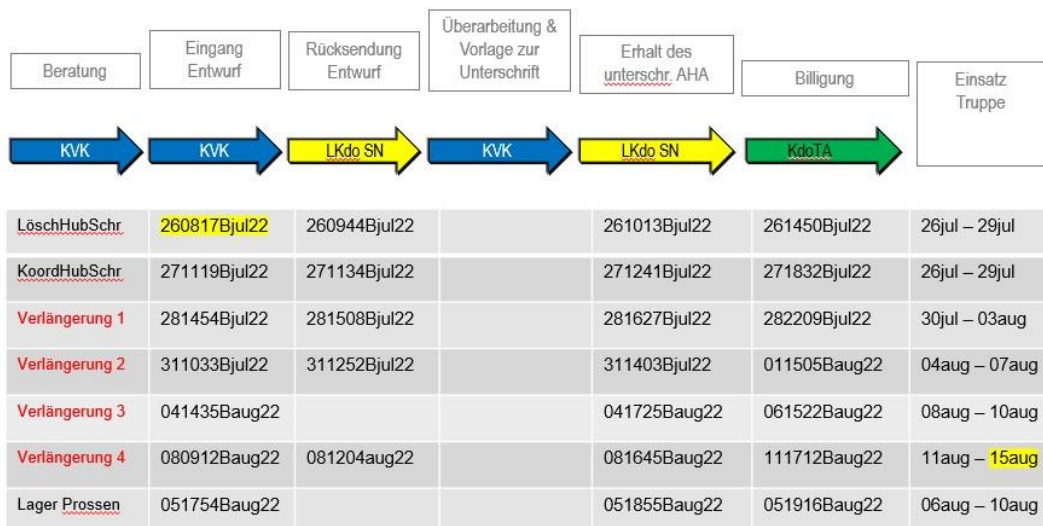 Beratung
Eingang
Entwurf
Rücksendung
Entwurf
Überarbeitung &
Vorlage zur
Unterschrift
Erhalt des
unterschr. AHA
Billigung
Einsatz
Truppe
KVK
KVK
LKdo SN
KVK
LKdo SN
KdoTA
LöschHubSchr 260817Bjul22 260944Bjul22 261013Bjul22 261450Bjul22 26jul – 29jul
KoordHubSchr 271119Bjul22 271134Bjul22 271241Bjul22 271832Bjul22 26jul – 29jul
Verlängerung 1 281454Bjul22 281508Bjul22 281627Bjul22 282209Bjul22 30jul – 03aug
Verlängerung 2 311033Bjul22 311252Bjul22 311403Bjul22 011505Baug22 04aug – 07aug
Verlängerung 3 041435Baug22 041725Baug22 061522Baug22 08aug – 10aug
Verlängerung 4 080912Baug22 081204aug22 081645Baug22 111712Baug22 11aug – 15aug
Lager Prossen 051754Baug22 051855Baug22 051916Baug22 06aug – 10aug